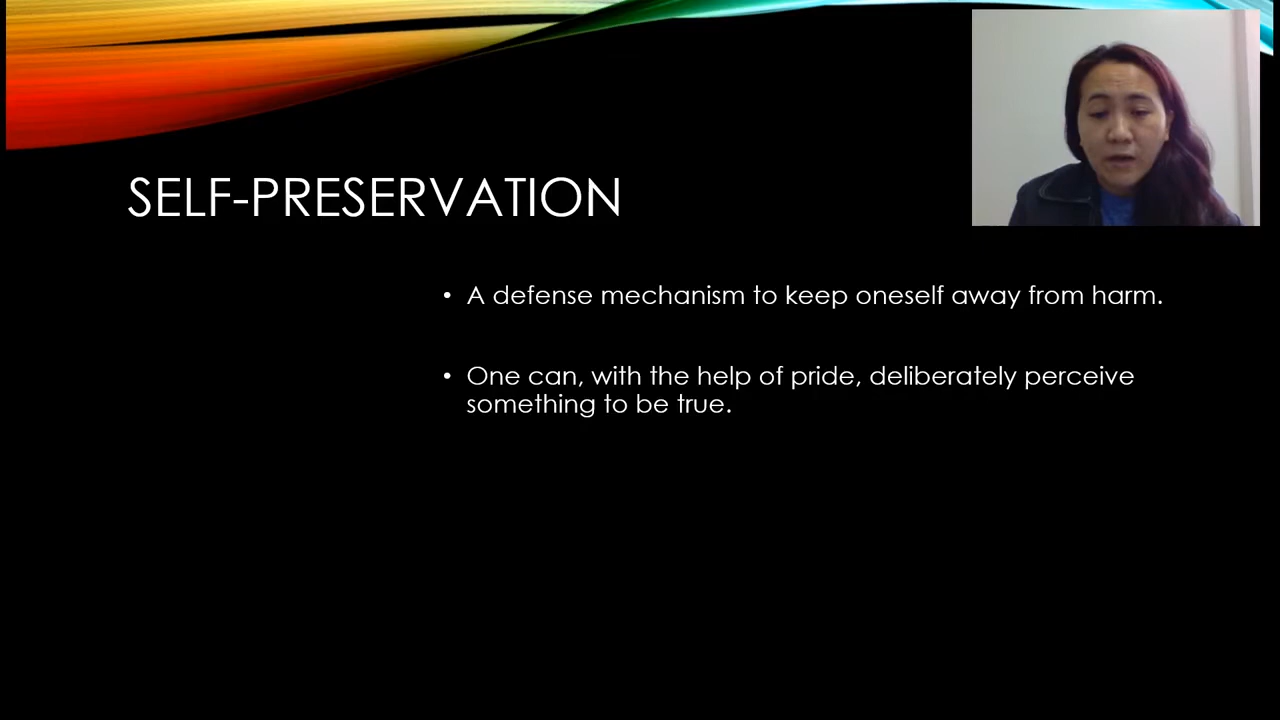 SELF-PRESERVATION
• A defense mechanism to keep oneself away from harm.
• One can, with the help of pride, deliberately perceive
something to be true.